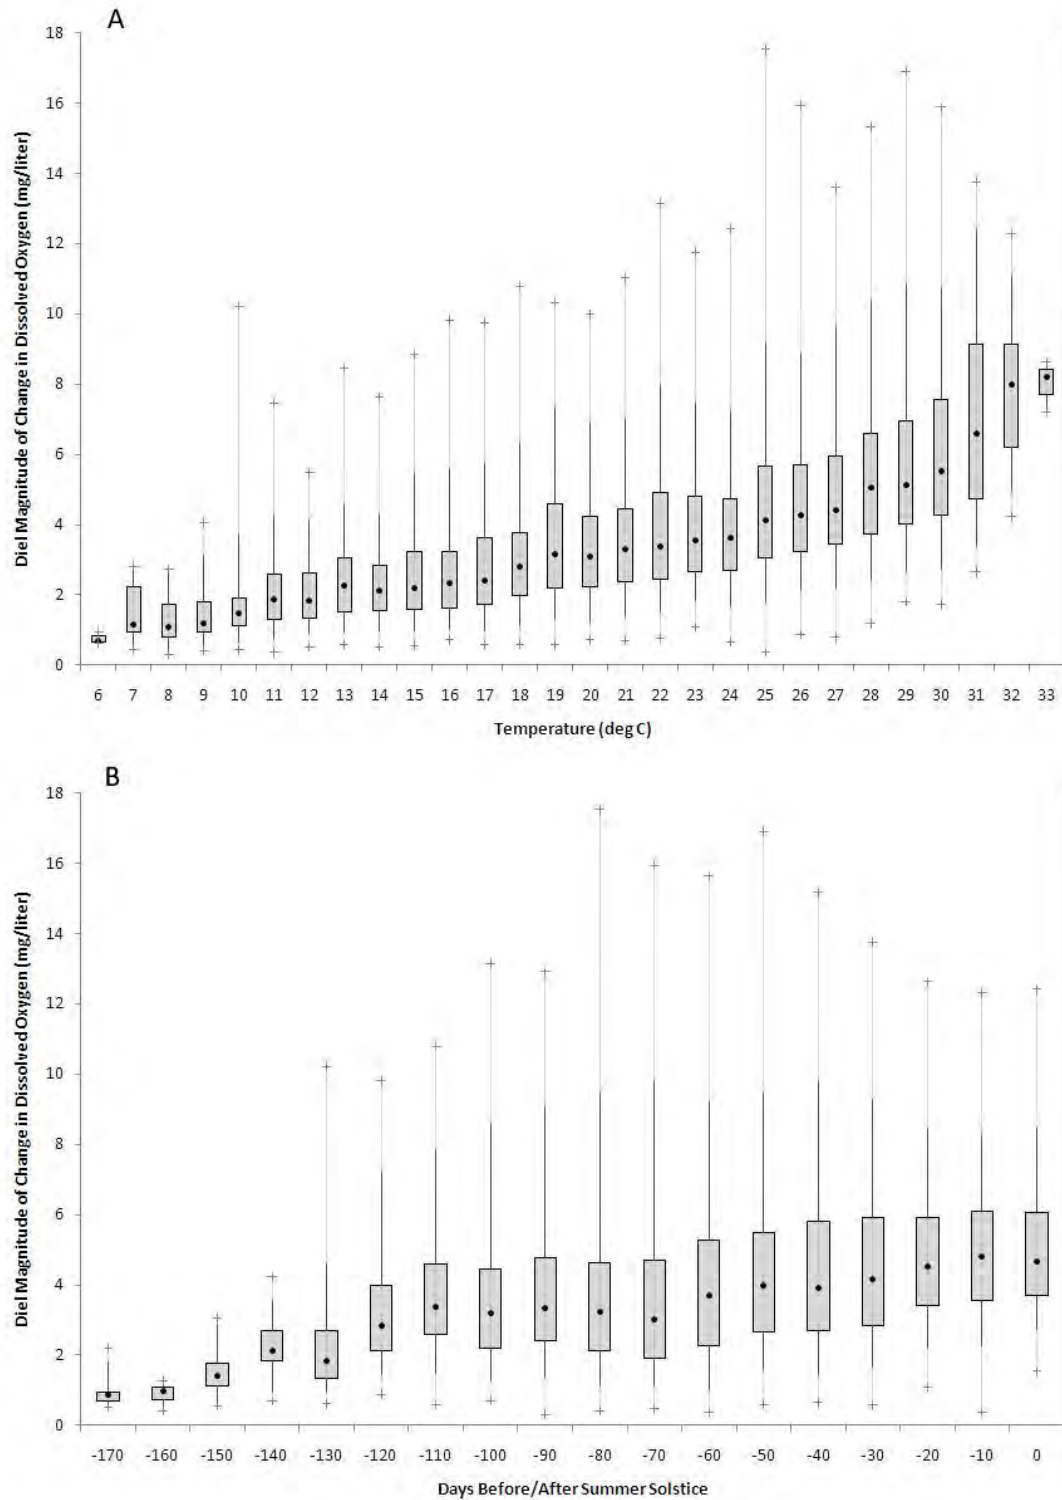 A
Diel Magnitude of Change in Dissolved Oxygen (mg/liter)
18
16
14
12
10
8
6
4
2
0
6 7 8 9 10 11 12 13 14 15 16 17 18 19 20 21 22 23 24 25 26 27 28 29 30 31 32 33
Temperature (deg C)
B
Diel Magnitude of Change in Dissolved Oxygen (mg/liter)
18
16
14
12
10
8
6
4
2
0
-170 -160 -150 -140 -130 -120 -110 -100 -90 -80 -70 -60 -50 -40 -30 -20 -10 0
Days Before/After Summer Solstice